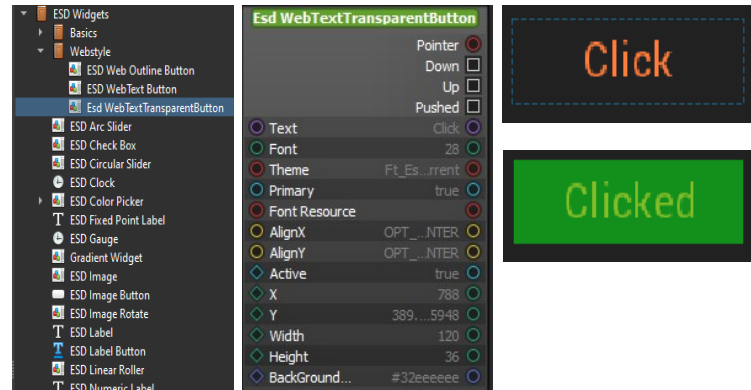 ESD Widgets
Basics
Webstyle
ESD Web Outline Button
ESD WebText Button
Esd WebTextTransparentButton
ESD Arc Slider
ESD Check Box
ESD Circular Slider
ESD Clock
ESD Color Picker
ESD Fixed Point Label
ESD Gauge
Gradient Widget
ESD Image
ESD Image Button
ESD Image Rotate
ESD Label
ESD Label Button
ESD Linear Roller
ESD Numeric Label
Esd WebTextTransparentButton
Pointer
Down
Up
Pushed
Text Click
Font 28
Theme Ft_Es...rrent
Primary true
Font Resource
AlignX OPT_...NTER
AlignY OPT_...NTER
Active true
X 788
Y 389....5948
Width 120
Height 36
BackGround... #32eeeeee
Click
Clicked